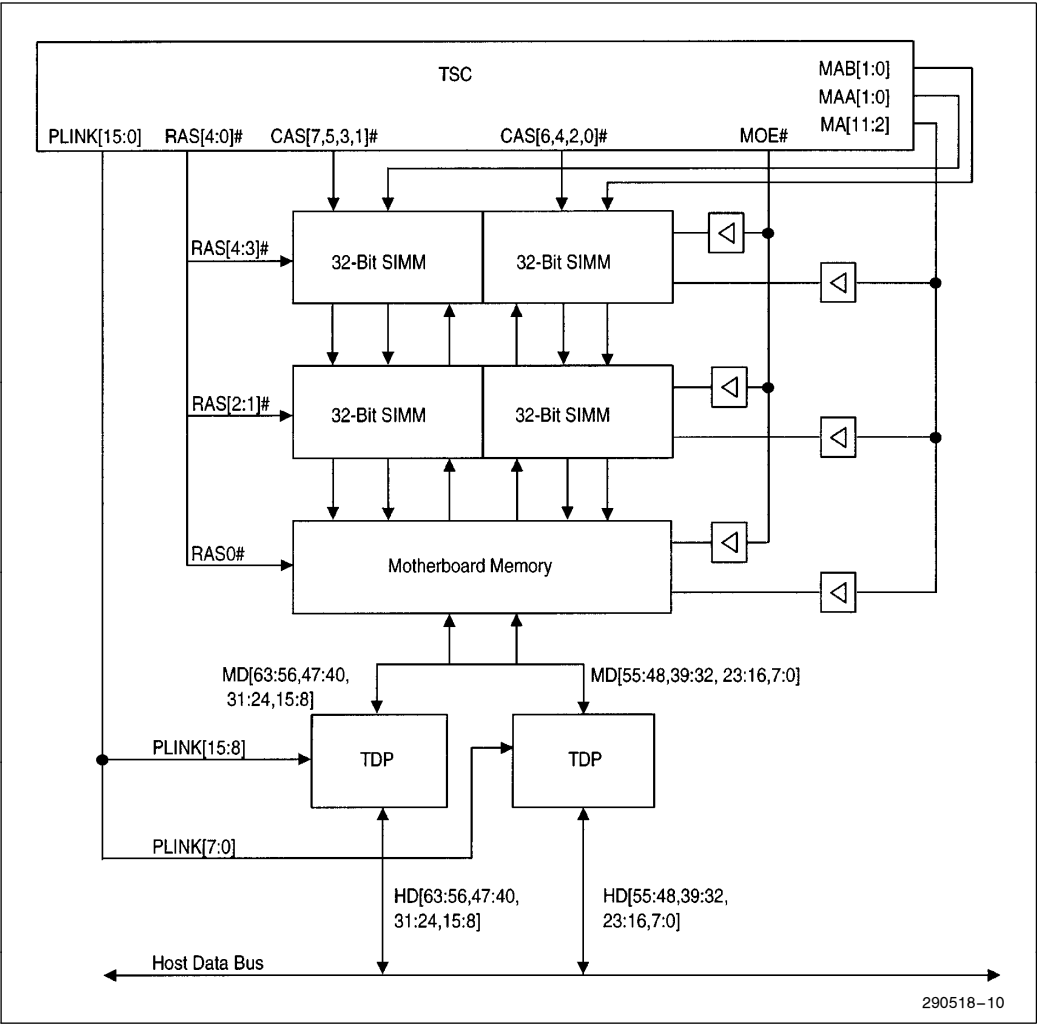 TSC
MAB[1:0]
MAA[1:0]
MA[11:2]
PLINK[15:0]
RAS[4:0]#
CAS[7,5,3,1]#
CAS[6,4,2,0]#
MOE#
RAS[4:3]#
32-Bit SIMM
32-Bit SIMM
RAS[2:1]#
32-Bit SIMM
32-Bit SIMM
RAS0#
Motherboard Memory
MD[63:56,47:40,
31:24,15:8]
MD[55:48,39:32, 23:16,7:0]
PLINK[15:8]
TDP
TDP
PLINK[7:0]
HD[63:56,47:40,
31:24,15:8]
HD[55:48,39:32,
23:16,7:0]
Host Data Bus
290518–10